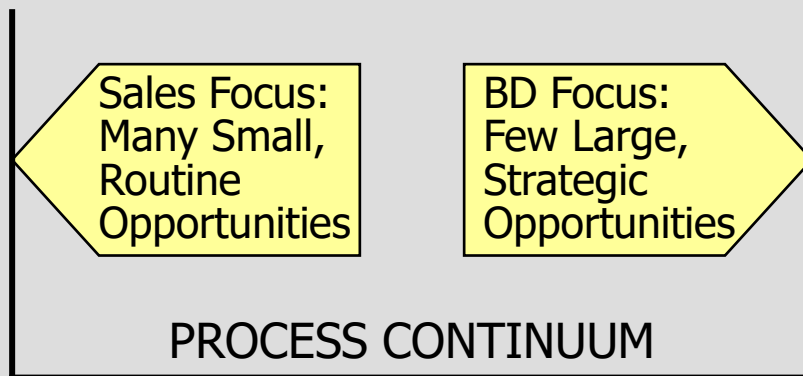 Sales Focus:
Many Small,
Routine
Opportunities
BD Focus:
Few Large,
Strategic
Opportunities
PROCESS CONTINUUM